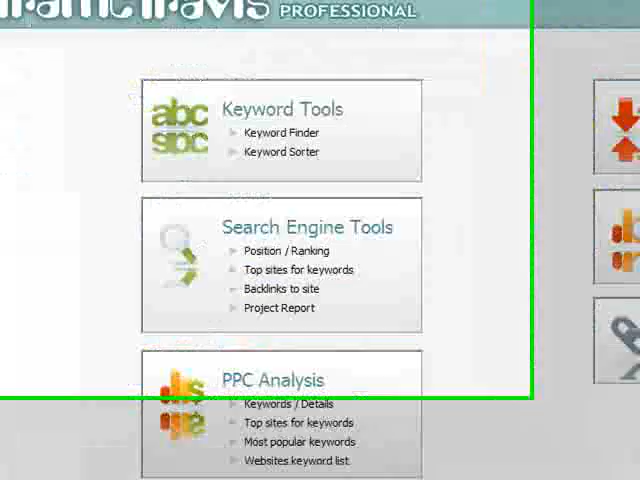 PROFESSIONAL
abc
Keyword Tools
Keyword Finder
Keyword Sorter
Search Engine Tools
Position / Ranking
Top sites for keywords
Backlinks to site
Project Report
PPC Analysis
Keywords / Details
Top sites for keywords
Most popular keywords
Websites keyword list